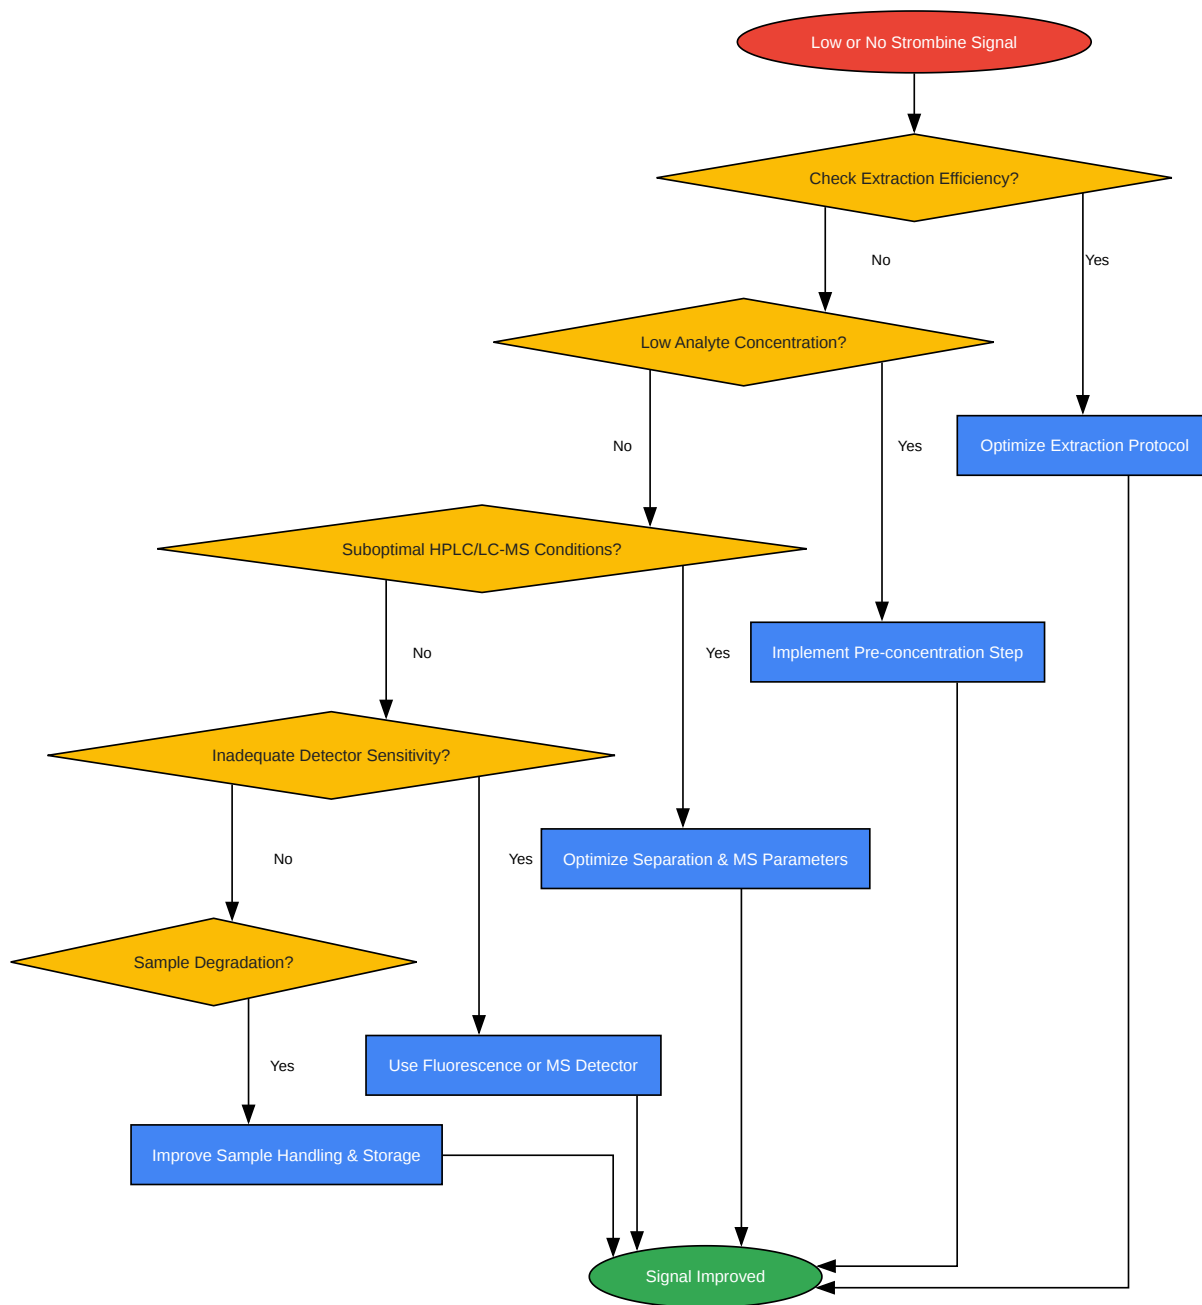 Low or No Strombine Signal
Check Extraction Efficiency?
No
Yes
Low Analyte Concentration?
No
Yes
Optimize Extraction Protocol
Suboptimal HPLC/LC-MS Conditions?
No
Yes
Implement Pre-concentration Step
Inadequate Detector Sensitivity?
No
Yes
Optimize Separation & MS Parameters
Sample Degradation?
Yes
Use Fluorescence or MS Detector
Improve Sample Handling & Storage
Signal Improved